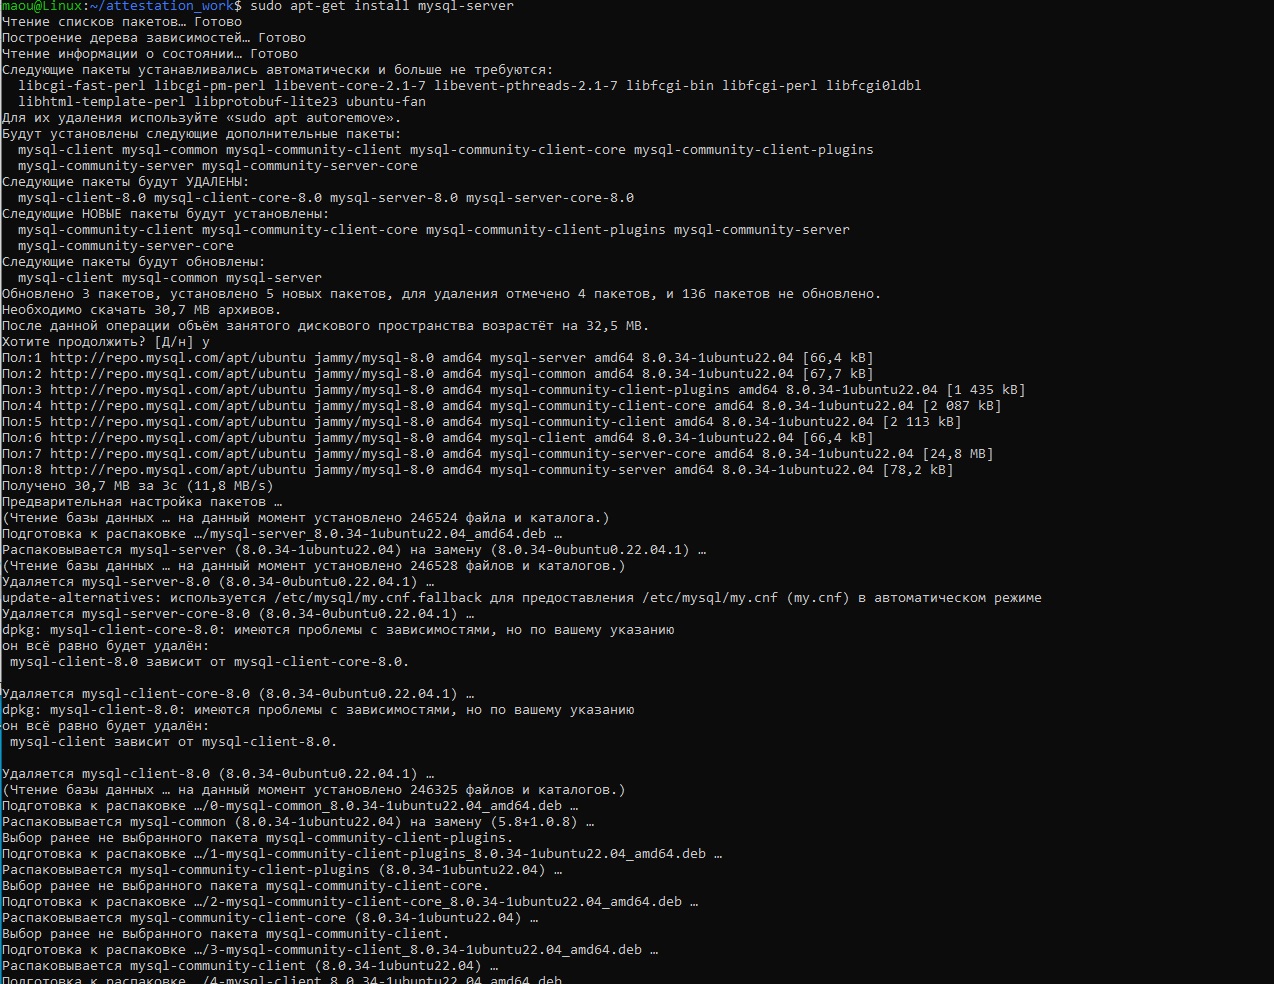 maou@Linux:~/attestation_work$ sudo apt-get install mysql-server
Чтение списков пакетов… Готово
Построение дерева зависимостей… Готово
Чтение информации о состоянии… Готово
Следующие пакеты устанавливались автоматически и больше не требуются:
  libcgi-fast-perl libcgi-pm-perl libevent-core-2.1-7 libevent-pthreads-2.1-7 libfcgi-bin libfcgi-perl libfcgi0ldbl
  libhtml-template-perl libprotobuf-lite23 ubuntu-fan
Для их удаления используйте «sudo apt autoremove».
Будут установлены следующие дополнительные пакеты:
  mysql-client mysql-common mysql-community-client mysql-community-client-core mysql-community-client-plugins
  mysql-community-server mysql-community-server-core
Следующие пакеты будут УДАЛЕНЫ:
  mysql-client-8.0 mysql-client-core-8.0 mysql-server-8.0 mysql-server-core-8.0
Следующие НОВЫЕ пакеты будут установлены:
  mysql-community-client mysql-community-client-core mysql-community-client-plugins mysql-community-server
  mysql-community-server-core
Следующие пакеты будут обновлены:
  mysql-client mysql-common mysql-server
Обновлено 3 пакетов, установлено 5 новых пакетов, для удаления отмечено 4 пакетов, и 136 пакетов не обновлено.
Необходимо скачать 30,7 MB архивов.
После данной операции объём занятого дискового пространства возрастёт на 32,5 MB.
Хотите продолжить? [Д/н] y
Пол:1 http://repo.mysql.com/apt/ubuntu jammy/mysql-8.0 amd64 mysql-server amd64 8.0.34-1ubuntu22.04 [66,4 kB]
Пол:2 http://repo.mysql.com/apt/ubuntu jammy/mysql-8.0 amd64 mysql-common amd64 8.0.34-1ubuntu22.04 [67,7 kB]
Пол:3 http://repo.mysql.com/apt/ubuntu jammy/mysql-8.0 amd64 mysql-community-client-plugins amd64 8.0.34-1ubuntu22.04 [1 435 kB]
Пол:4 http://repo.mysql.com/apt/ubuntu jammy/mysql-8.0 amd64 mysql-community-client-core amd64 8.0.34-1ubuntu22.04 [2 087 kB]
Пол:5 http://repo.mysql.com/apt/ubuntu jammy/mysql-8.0 amd64 mysql-community-client amd64 8.0.34-1ubuntu22.04 [2 113 kB]
Пол:6 http://repo.mysql.com/apt/ubuntu jammy/mysql-8.0 amd64 mysql-client amd64 8.0.34-1ubuntu22.04 [66,4 kB]
Пол:7 http://repo.mysql.com/apt/ubuntu jammy/mysql-8.0 amd64 mysql-community-server-core amd64 8.0.34-1ubuntu22.04 [24,8 MB]
Пол:8 http://repo.mysql.com/apt/ubuntu jammy/mysql-8.0 amd64 mysql-community-server amd64 8.0.34-1ubuntu22.04 [78,2 kB]
Получено 30,7 MB за 3с (11,8 MB/s)
Предварительная настройка пакетов …
(Чтение базы данных … на данный момент установлено 246524 файла и каталога.)
Подготовка к распаковке …/mysql-server_8.0.34-1ubuntu22.04_amd64.deb …
Распаковывается mysql-server (8.0.34-1ubuntu22.04) на замену (8.0.34-0ubuntu0.22.04.1) …
(Чтение базы данных … на данный момент установлено 246528 файлов и каталогов.)
Удаляется mysql-server-8.0 (8.0.34-0ubuntu0.22.04.1) …
update-alternatives: используется /etc/mysql/my.cnf.fallback для предоставления /etc/mysql/my.cnf (my.cnf) в автоматическом режиме
Удаляется mysql-server-core-8.0 (8.0.34-0ubuntu0.22.04.1) …
dpkg: mysql-client-core-8.0: имеются проблемы с зависимостями, но по вашему указанию
он всё равно будет удалён:
 mysql-client-8.0 зависит от mysql-client-core-8.0.
Удаляется mysql-client-core-8.0 (8.0.34-0ubuntu0.22.04.1) …
dpkg: mysql-client-8.0: имеются проблемы с зависимостями, но по вашему указанию
он всё равно будет удалён:
 mysql-client зависит от mysql-client-8.0.
Удаляется mysql-client-8.0 (8.0.34-0ubuntu0.22.04.1) …
(Чтение базы данных … на данный момент установлено 246325 файлов и каталогов.)
Подготовка к распаковке …/0-mysql-common_8.0.34-1ubuntu22.04_amd64.deb …
Распаковывается mysql-common (8.0.34-1ubuntu22.04) на замену (5.8+1.0.8) …
Выбор ранее не выбранного пакета mysql-community-client-plugins.
Подготовка к распаковке …/1-mysql-community-client-plugins_8.0.34-1ubuntu22.04_amd64.deb …
Распаковывается mysql-community-client-plugins (8.0.34-1ubuntu22.04) …
Выбор ранее не выбранного пакета mysql-community-client-core.
Подготовка к распаковке …/2-mysql-community-client-core_8.0.34-1ubuntu22.04_amd64.deb …
Распаковывается mysql-community-client-core (8.0.34-1ubuntu22.04) …
Выбор ранее не выбранного пакета mysql-community-client.
Подготовка к распаковке …/3-mysql-community-client_8.0.34-1ubuntu22.04_amd64.deb …
Распаковывается mysql-community-client (8.0.34-1ubuntu22.04) …
Подготовка к распаковке …/4-mysql-client_8.0.34-1ubuntu22.04_amd64.deb …